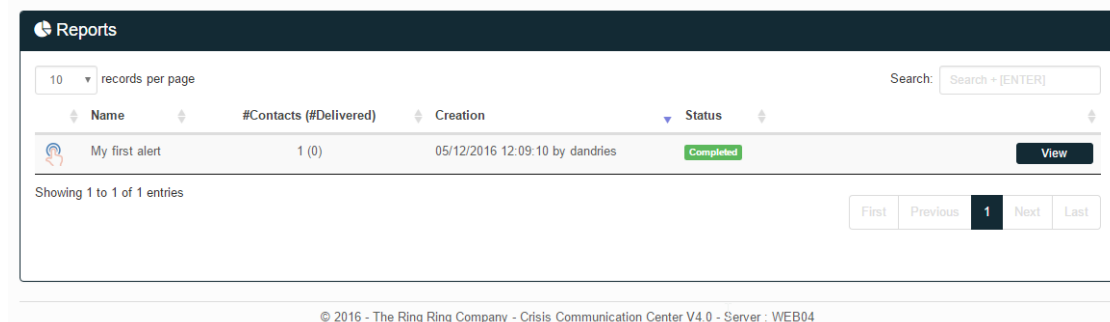 Reports
10 records per page Search: Search + [ENTER]
Name #Contacts (#Delivered) Creation Status
My first alert 1 (0) 05/12/2016 12:09:10 by dandries Completed View
Showing 1 to 1 of 1 entries
First Previous 1 Next Last
© 2016 - The Ring Ring Company - Crisis Communication Center V4.0 - Server : WEB04